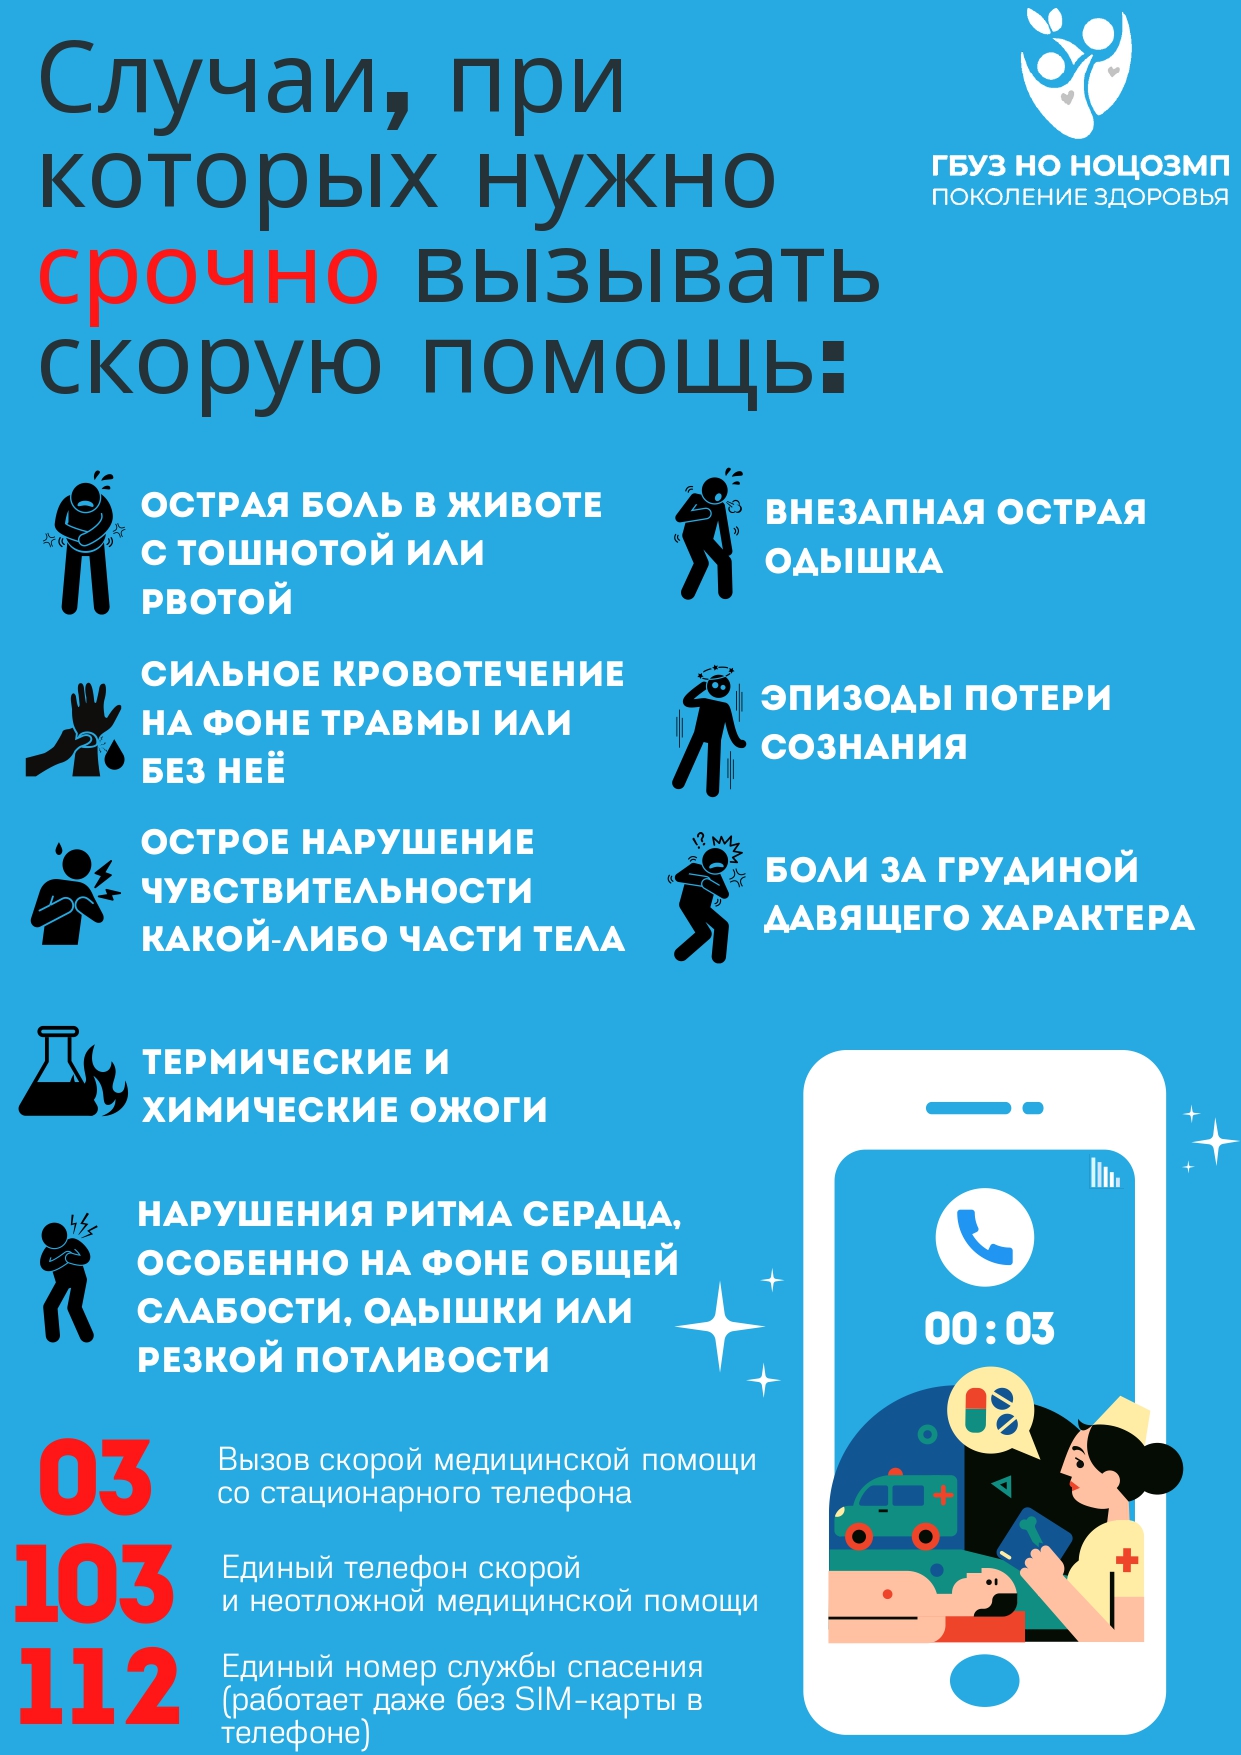 Случаи, при
которых нужно
срочно вызывать
скорую помощь:
ГБУЗ НО НОЦОЗМП
ПОКОЛЕНИЕ ЗДОРОВЬЯ
ОСТРАЯ БОЛЬ В ЖИВОТЕ
С ТОШНОТОЙ ИЛИ
РВОТОЙ
ВНЕЗАПНАЯ ОСТРАЯ
ОДЫШКА
СИЛЬНОЕ КРОВОТЕЧЕНИЕ
НА ФОНЕ ТРАВМЫ ИЛИ
БЕЗ НЕЁ
ЭПИЗОДЫ ПОТЕРИ
СОЗНАНИЯ
ОСТРОЕ НАРУШЕНИЕ
ЧУВСТВИТЕЛЬНОСТИ
КАКОЙ-ЛИБО ЧАСТИ ТЕЛА
!?
БОЛИ ЗА ГРУДИНОЙ
ДАВЯЩЕГО ХАРАКТЕРА
ТЕРМИЧЕСКИЕ И
ХИМИЧЕСКИЕ ОЖОГИ
НАРУШЕНИЯ РИТМА СЕРДЦА,
ОСОБЕННО НА ФОНЕ ОБЩЕЙ
СЛАБОСТИ, ОДЫШКИ ИЛИ
РЕЗКОЙ ПОТЛИВОСТИ
00:03
03
Вызов скорой медицинской помощи
со стационарного телефона
103
Единый телефон скорой
и неотложной медицинской помощи
112
Единый номер службы спасения
(работает даже без SIM-карты в
телефоне)